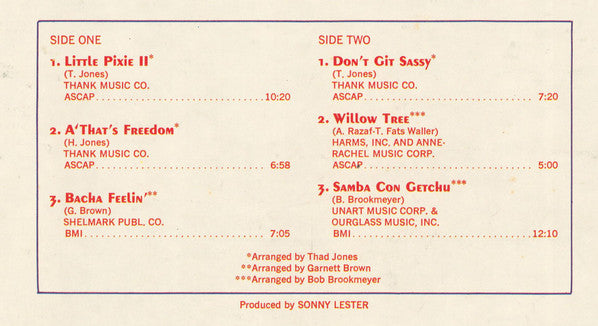 SIDE ONE
1. Little Pixie II*
(T. Jones)
THANK MUSIC CO.
ASCAP 10:20
2. A'That's Freedom*
(H. Jones)
THANK MUSIC CO.
ASCAP 6:58
3. Bacha Feelin'**
(G. Brown)
SHELMARK PUBL. CO.
BMI 7:05
SIDE TWO
1. Don't Git Sassy*
(T. Jones)
THANK MUSIC CO.
ASCAP 7:20
2. Willow Tree***
(A. Razaf-T. Fats Waller)
HARMS, INC. AND ANNE-
RACHEL MUSIC CORP.
ASCAP 5:00
3. Samba Con Getchu***
(B. Brookmeyer)
UNART MUSIC CORP. &
OURGLASS MUSIC, INC.
BMI 12:10
*Arranged by Thad Jones
**Arranged by Garnett Brown
***Arranged by Bob Brookmeyer
Produced by SONNY LESTER